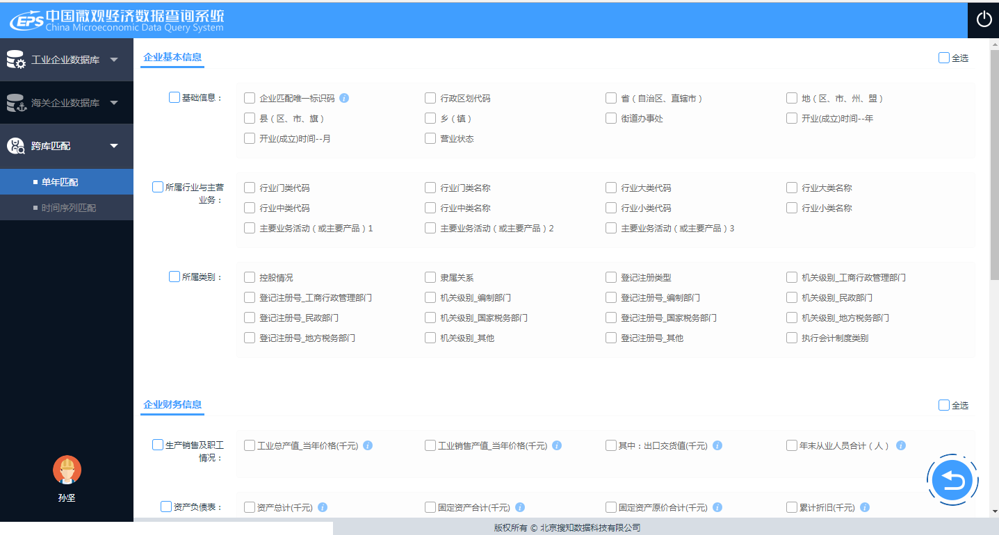 EPS 中国微观经济数据查询系统
China Microeconomic Data Query System
工业企业数据库
海关企业数据库
跨库匹配
单年匹配
时间序列匹配
孙坚
企业基本信息 全选
基础信息： 企业匹配唯一标识码 行政区划代码 省（自治区、直辖市） 地（区、市、州、盟）
县（区、市、旗） 乡（镇） 街道办事处 开业(成立)时间--年
开业(成立)时间--月 营业状态
所属行业与主营 行业门类代码 行业门类名称 行业大类代码 行业大类名称
业务： 行业中类代码 行业中类名称 行业小类代码 行业小类名称
主要业务活动（或主要产品）1 主要业务活动（或主要产品）2 主要业务活动（或主要产品）3
所属类别： 控股情况 隶属关系 登记注册类型 机关级别_工商行政管理部门
登记注册号_工商行政管理部门 机关级别_编制部门 登记注册号_编制部门 机关级别_民政部门
登记注册号_民政部门 机关级别_国家税务部门 登记注册号_国家税务部门 机关级别_地方税务部门
登记注册号_地方税务部门 机关级别_其他 登记注册号_其他 执行会计制度类别
企业财务信息 全选
生产销售及职工 工业总产值_当年价格(千元) 工业销售产值_当年价格(千元) 其中：出口交货值(千元) 年末从业人员合计（人）
情况：
资产负债表： 资产总计(千元) 固定资产合计(千元) 固定资产原价合计(千元) 累计折旧(千元)
版权所有 © 北京搜知数据科技有限公司